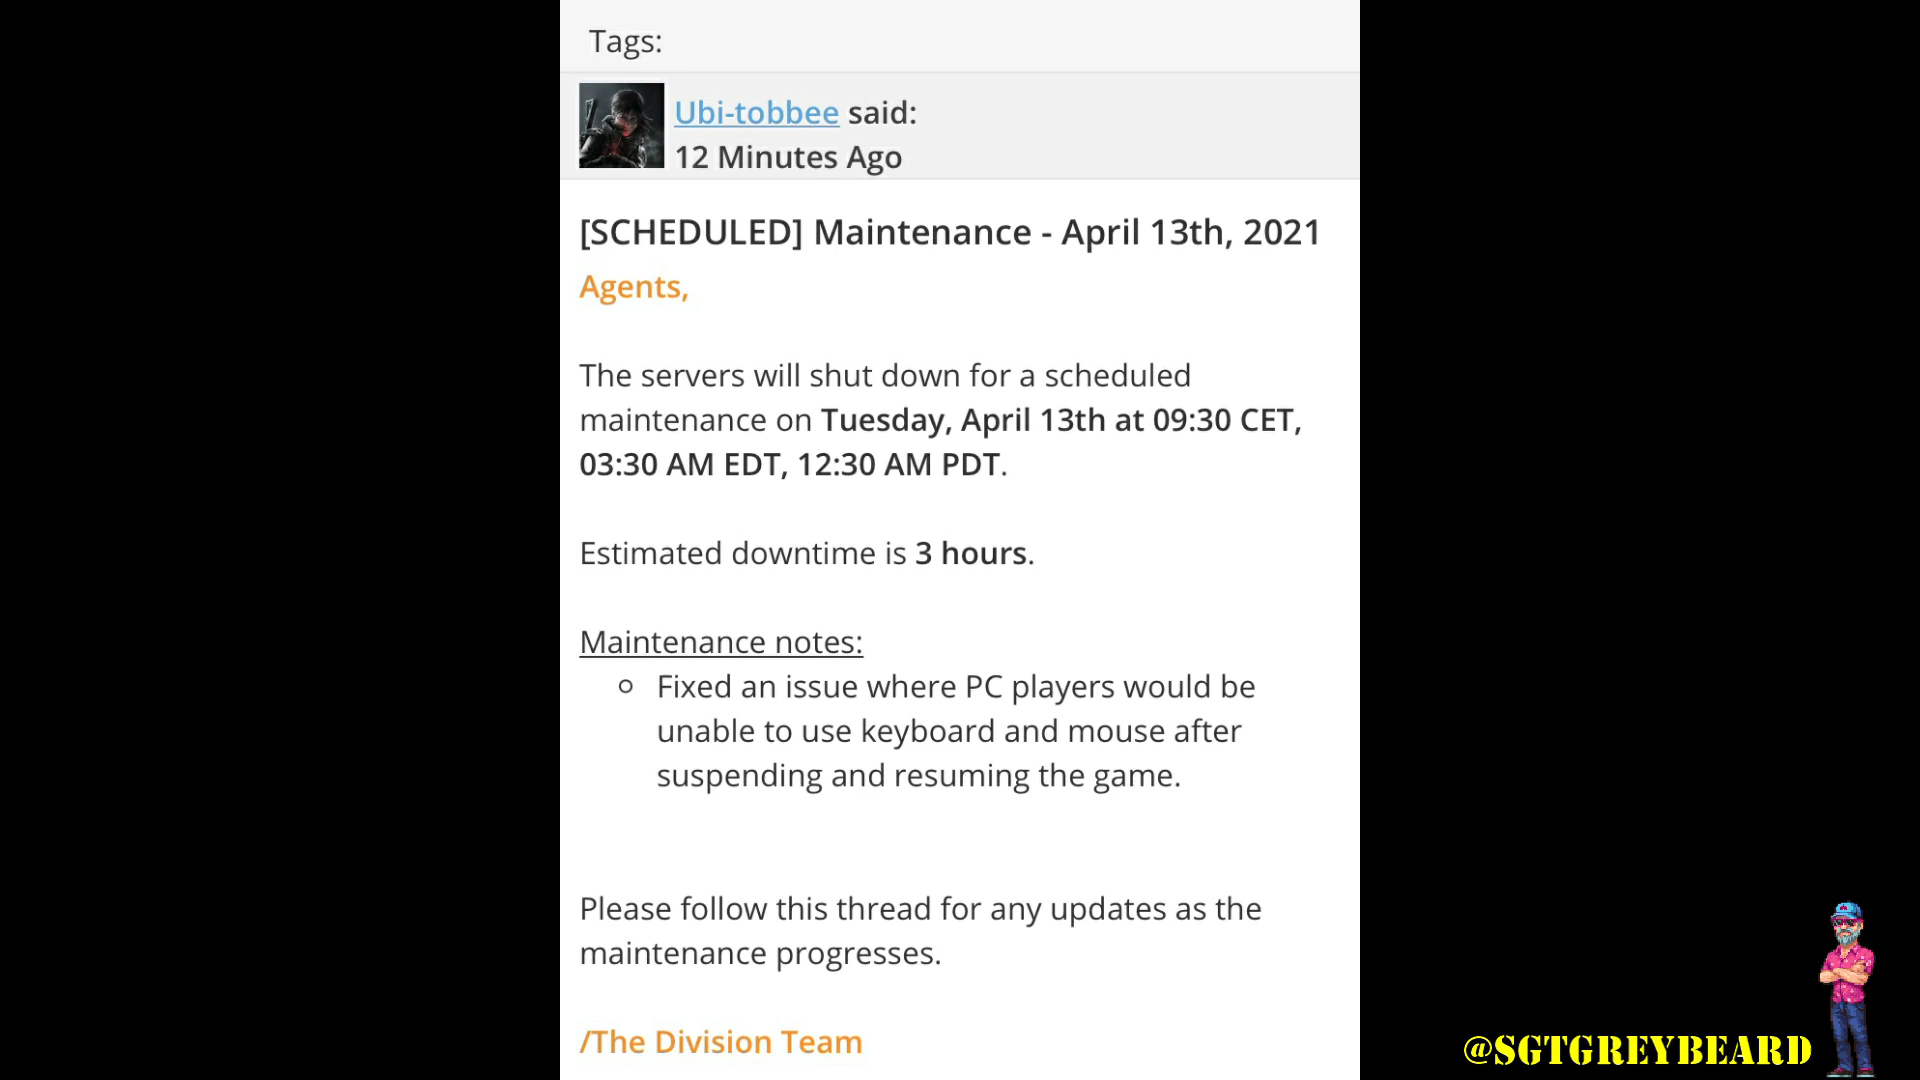 Tags:
Ubi-tobbee said:
12 Minutes Ago
[SCHEDULED] Maintenance - April 13th, 2021
Agents,
The servers will shut down for a scheduled
maintenance on Tuesday, April 13th at 09:30 CET,
03:30 AM EDT, 12:30 AM PDT.
Estimated downtime is 3 hours.
Maintenance notes:
Fixed an issue where PC players would be
unable to use keyboard and mouse after
suspending and resuming the game.
Please follow this thread for any updates as the
maintenance progresses.
/The Division Team
@SGTGREYBEARD